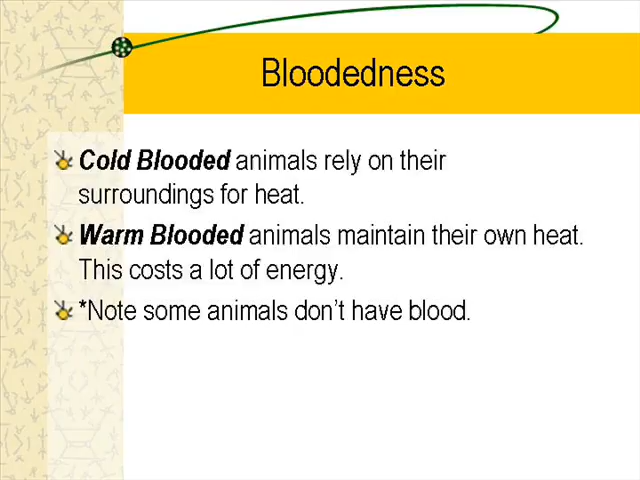 Bloodedness
Cold Blooded animals rely on their
surroundings for heat.
Warm Blooded animals maintain their own heat.
This costs a lot of energy.
*Note some animals don't have blood.